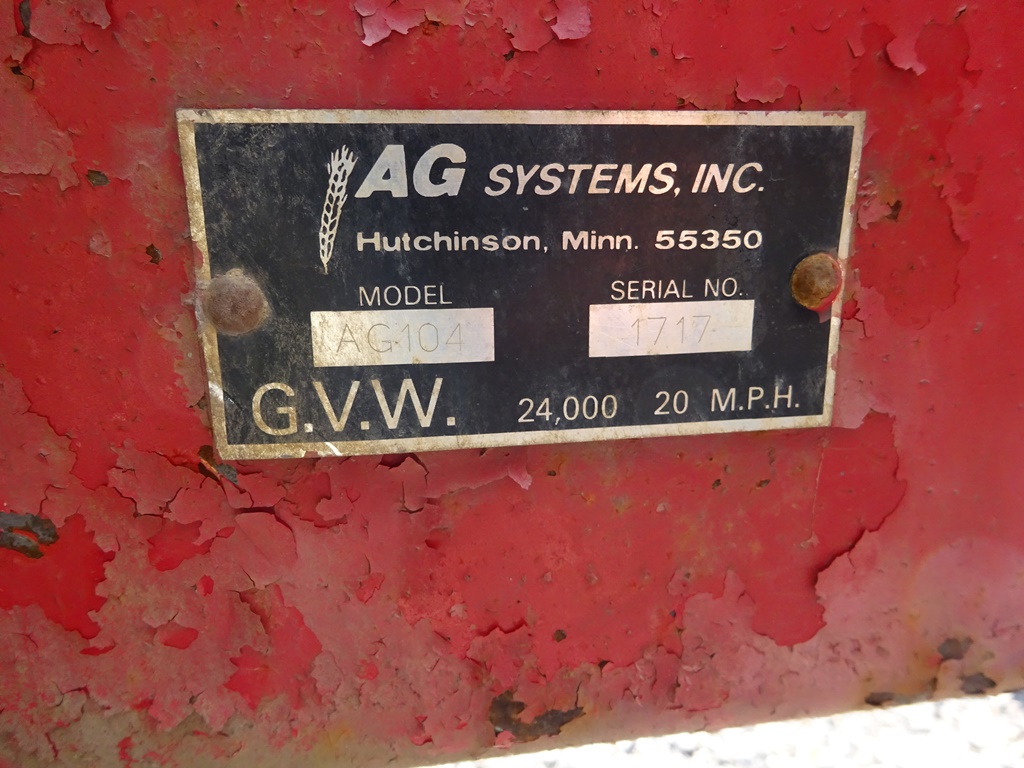 AG SYSTEMS, INC.
Hutchinson, Minn. 55350
MODEL SERIAL NO.
AG104 1717
G.V.W. 24,000 20 M.P.H.